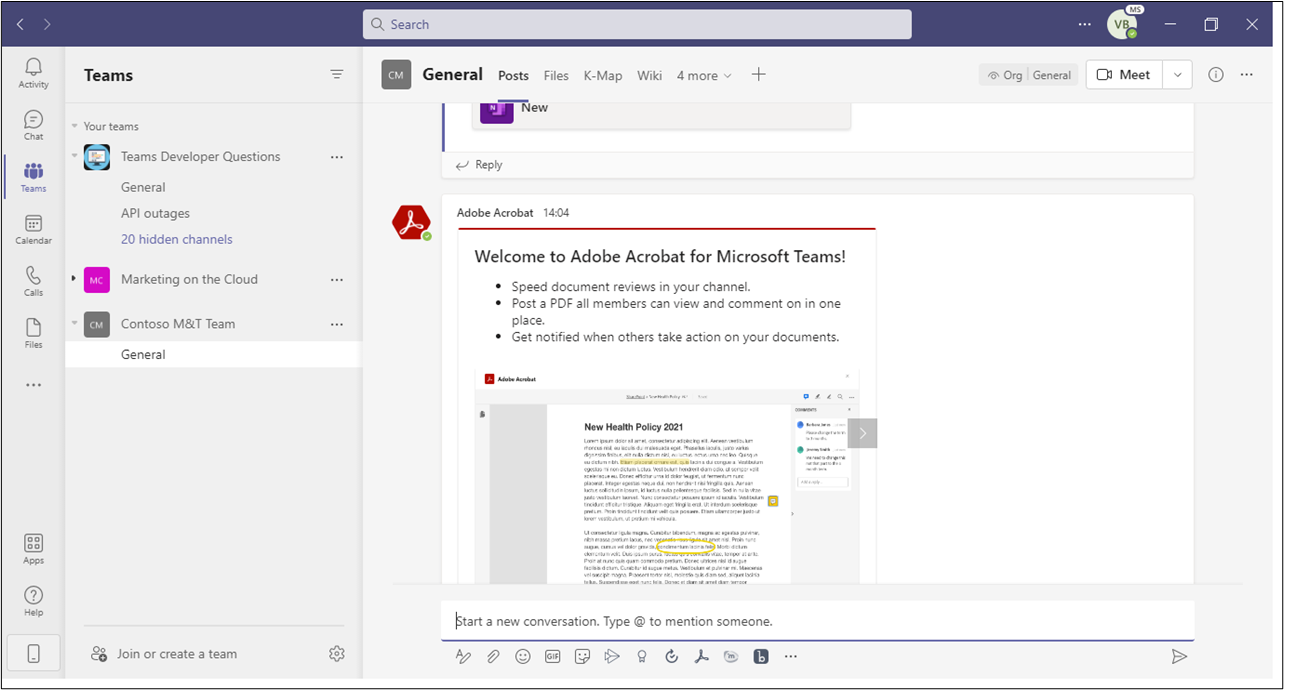 Search
MS
VB
Activity
Chat
Teams
Calendar
Calls
Files
Apps
Help
Teams
Your teams
Teams Developer Questions
General
API outages
20 hidden channels
MC
Marketing on the Cloud
CM
Contoso M&T Team
General
Join or create a team
CM
General
Posts
Files
K-Map
Wiki
4 more
Org
General
Meet
N
New
Reply
Adobe Acrobat 14:04
Welcome to Adobe Acrobat for Microsoft Teams!
• Speed document reviews in your channel.
• Post a PDF all members can view and comment on in one
place.
• Get notified when others take action on your documents.
Adobe Acrobat
New Health Policy 2021
COMMENTS
Start a new conversation. Type @ to mention someone.
GIF
b